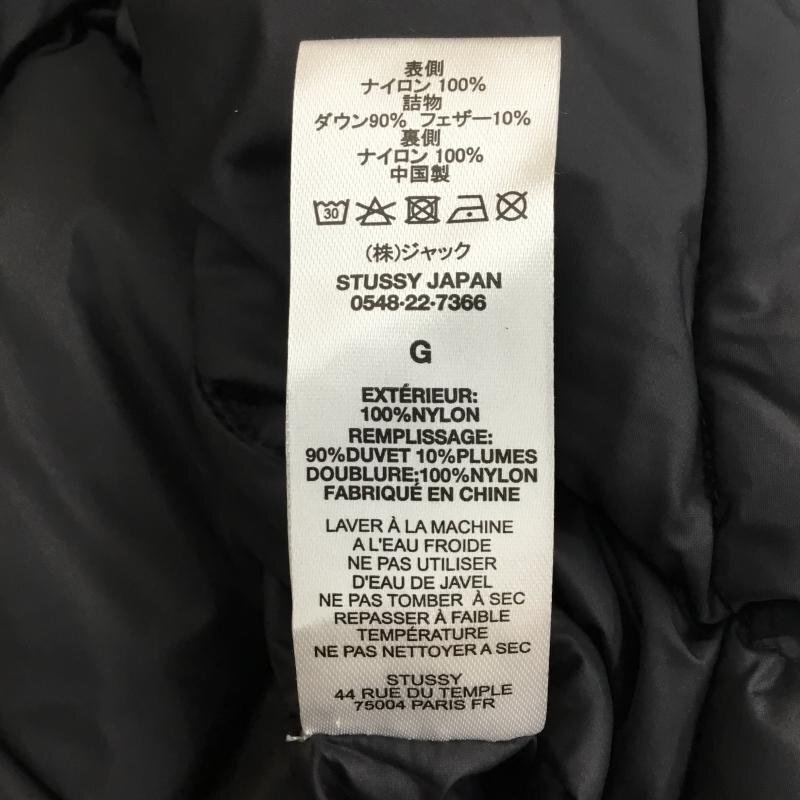 表側
ナイロン 100%
詰物
ダウン90% フェザー10%
裏側
ナイロン 100%
中国製
30
(株)ジャック
STUSSY JAPAN
0548-22-7366
G
EXTÉRIEUR:
100%NYLON
REMPLISSAGE:
90%DUVET 10%PLUMES
DOUBLURE;100%NYLON
FABRIQUÉ EN CHINE
LAVER À LA MACHINE
A L'EAU FROIDE
NE PAS UTILISER
D'EAU DE JAVEL
NE PAS TOMBER À SEC
REPASSER À FAIBLE
TEMPÉRATURE
NE PAS NETTOYER A SEC
STUSSY
44 RUE DU TEMPLE
75004 PARIS FR